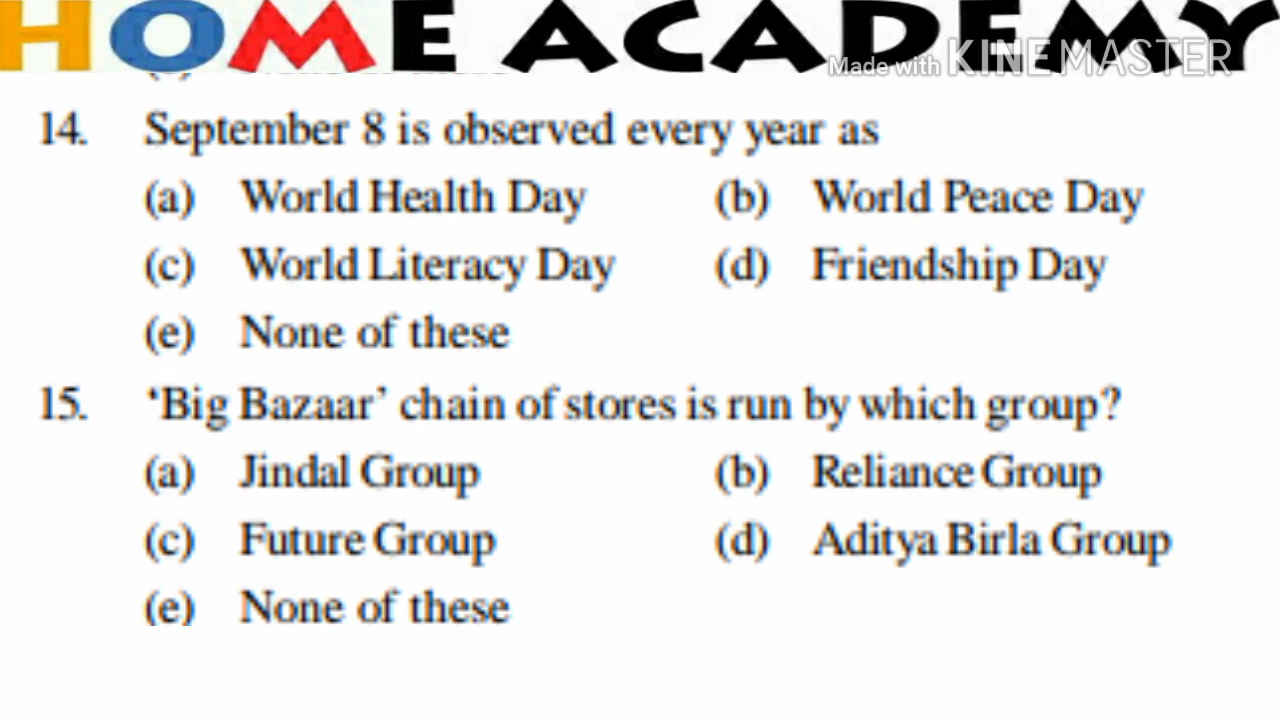 HOME ACADEMY
Made with KINEMASTER
14. September 8 is observed every year as
(a) World Health Day (b) World Peace Day
(c) World Literacy Day (d) Friendship Day
(e) None of these
15. ‘Big Bazaar’ chain of stores is run by which group?
(a) Jindal Group (b) Reliance Group
(c) Future Group (d) Aditya Birla Group
(e) None of these